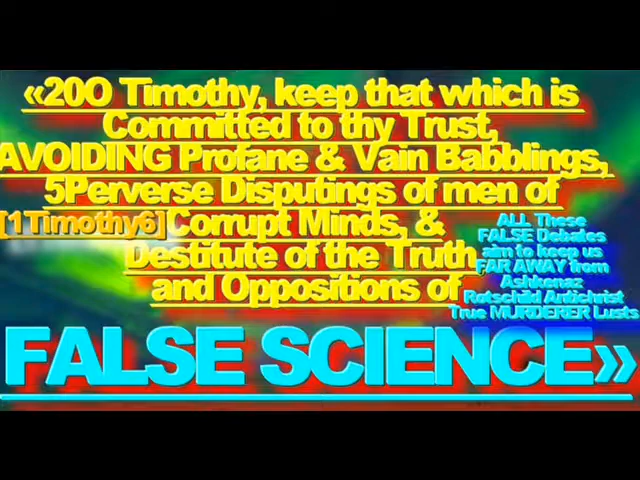 «20O Timothy, keep that which is
Committed to thy Trust,
AVOIDING Profane & Vain Babblings,
5Perverse Disputings of men of
[1Timothy6] Corrupt Minds, &
Destitute of the Truth,
and Oppositions of
ALL These
FALSE Debates
aim to keep us
FAR AWAY from
Ashkenaz
Rotschild Antichrist
True MURDERER Lusts
FALSE SCIENCE»